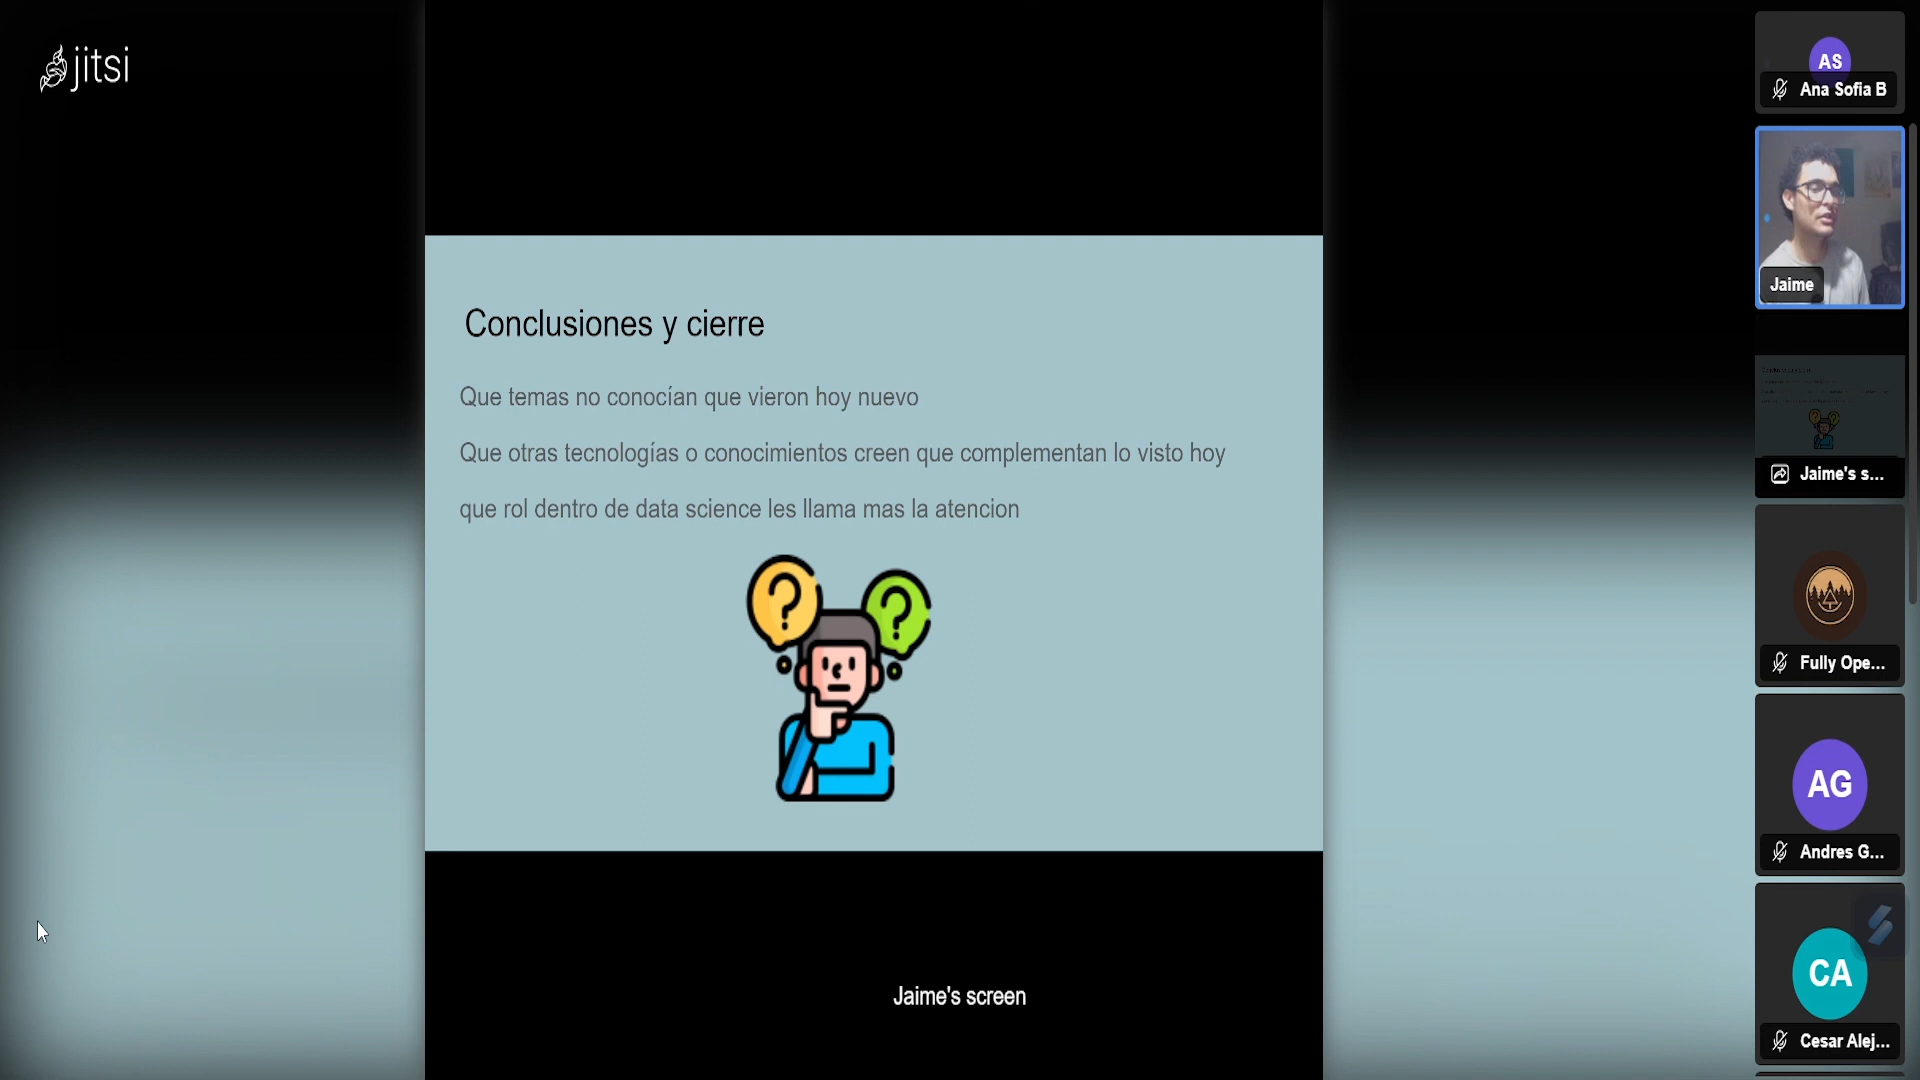 jitsi
Conclusiones y cierre
Que temas no conocían que vieron hoy nuevo
Que otras tecnologías o conocimientos creen que complementan lo visto hoy
que rol dentro de data science les llama mas la atencion
Jaime's screen
AS
Ana Sofia B
Jaime
Jaime's s...
Fully Ope...
AG
Andres G...
CA
Cesar Alej...